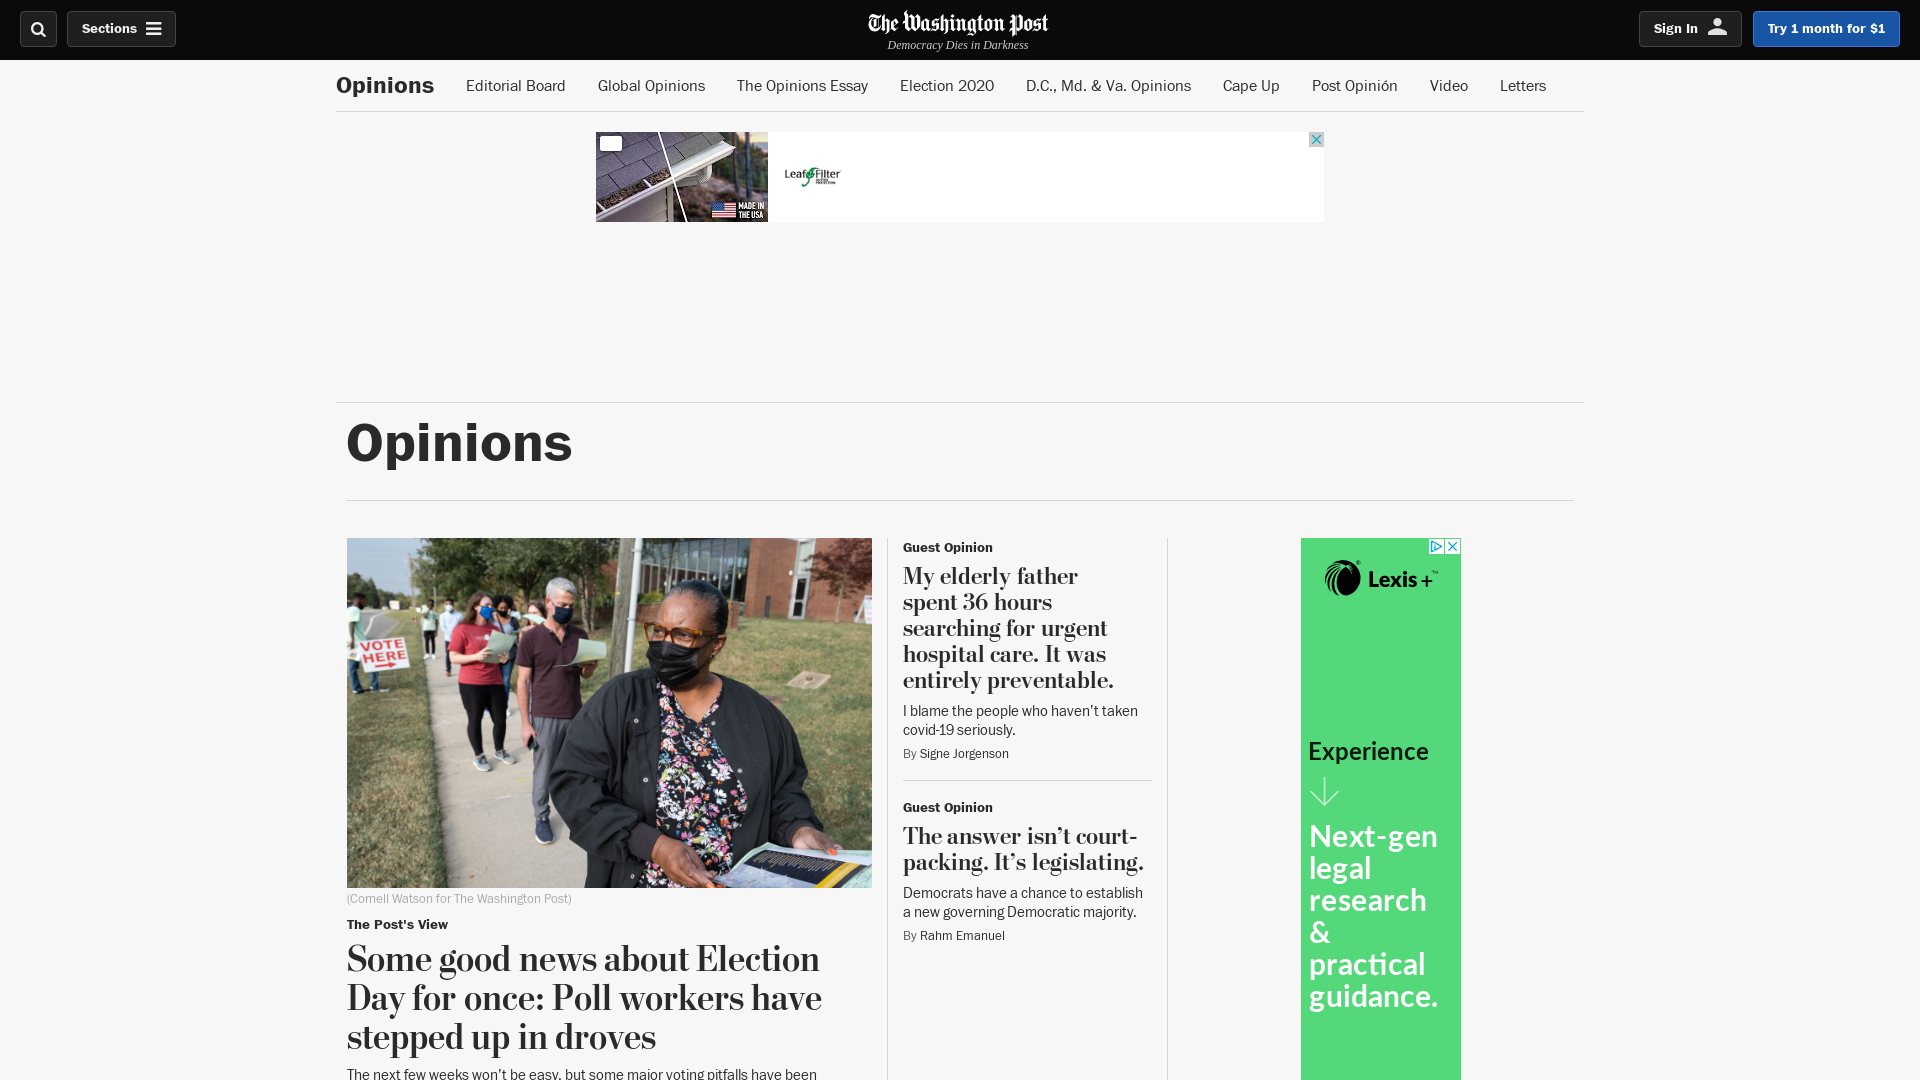 Sections
The Washington Post
Democracy Dies in Darkness
Sign In
Try 1 month for $1
Opinions
Editorial Board
Global Opinions
The Opinions Essay
Election 2020
D.C., Md. & Va. Opinions
Cape Up
Post Opinión
Video
Letters
MADE IN
THE USA
LeafFilter
Opinions
VOTE
HERE
(Cornell Watson for The Washington Post)
The Post's View
Some good news about Election
Day for once: Poll workers have
stepped up in droves
The next few weeks won’t be easy, but some major voting pitfalls have been
Guest Opinion
My elderly father
spent 36 hours
searching for urgent
hospital care. It was
entirely preventable.
I blame the people who haven’t taken
covid-19 seriously.
By Signe Jorgenson
Guest Opinion
The answer isn’t court-
packing. It’s legislating.
Democrats have a chance to establish
a new governing Democratic majority.
By Rahm Emanuel
Lexis+™
Experience
Next-gen
legal
research
&
practical
guidance.